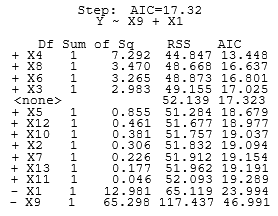 Step: AIC=17.32
Y ~ X9 + X1
Df Sum of Sq RSS AIC
+ X4 1 7.292 44.847 13.448
+ X8 1 3.470 48.668 16.637
+ X6 1 3.265 48.873 16.801
+ X3 1 2.983 49.155 17.025
<none> 52.139 17.323
+ X5 1 0.855 51.284 18.679
+ X12 1 0.461 51.677 18.977
+ X10 1 0.381 51.757 19.037
+ X2 1 0.306 51.832 19.094
+ X7 1 0.226 51.912 19.154
+ X13 1 0.177 51.962 19.191
+ X11 1 0.046 52.093 19.289
- X1 1 12.981 65.119 23.994
- X9 1 65.298 117.437 46.991